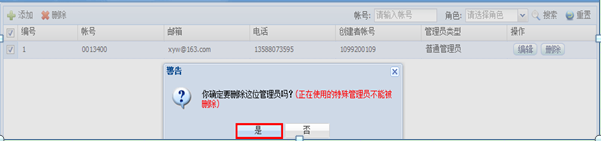 添加 删除 帐号: 请输入帐号 角色: 请选择角色 搜索 重置
编号 帐号 邮箱 电话 创建者帐号 管理员类型 操作
1 0013400 xyw@163.com 13588073595 1099200109 普通管理员 编辑 删除
警告
你确定要删除这位管理员吗？(正在使用的特殊管理员不能被
删除)
是 否